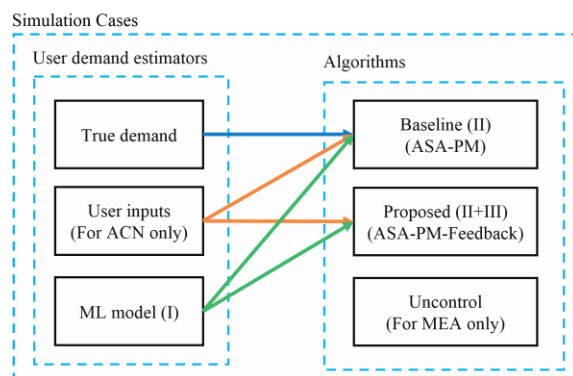 Simulation Cases
User demand estimators
Algorithms
True demand
Baseline (II)
(ASA-PM)
User inputs
(For ACN only)
Proposed (II+III)
(ASA-PM-Feedback)
ML model (I)
Uncontrol
(For MEA only)